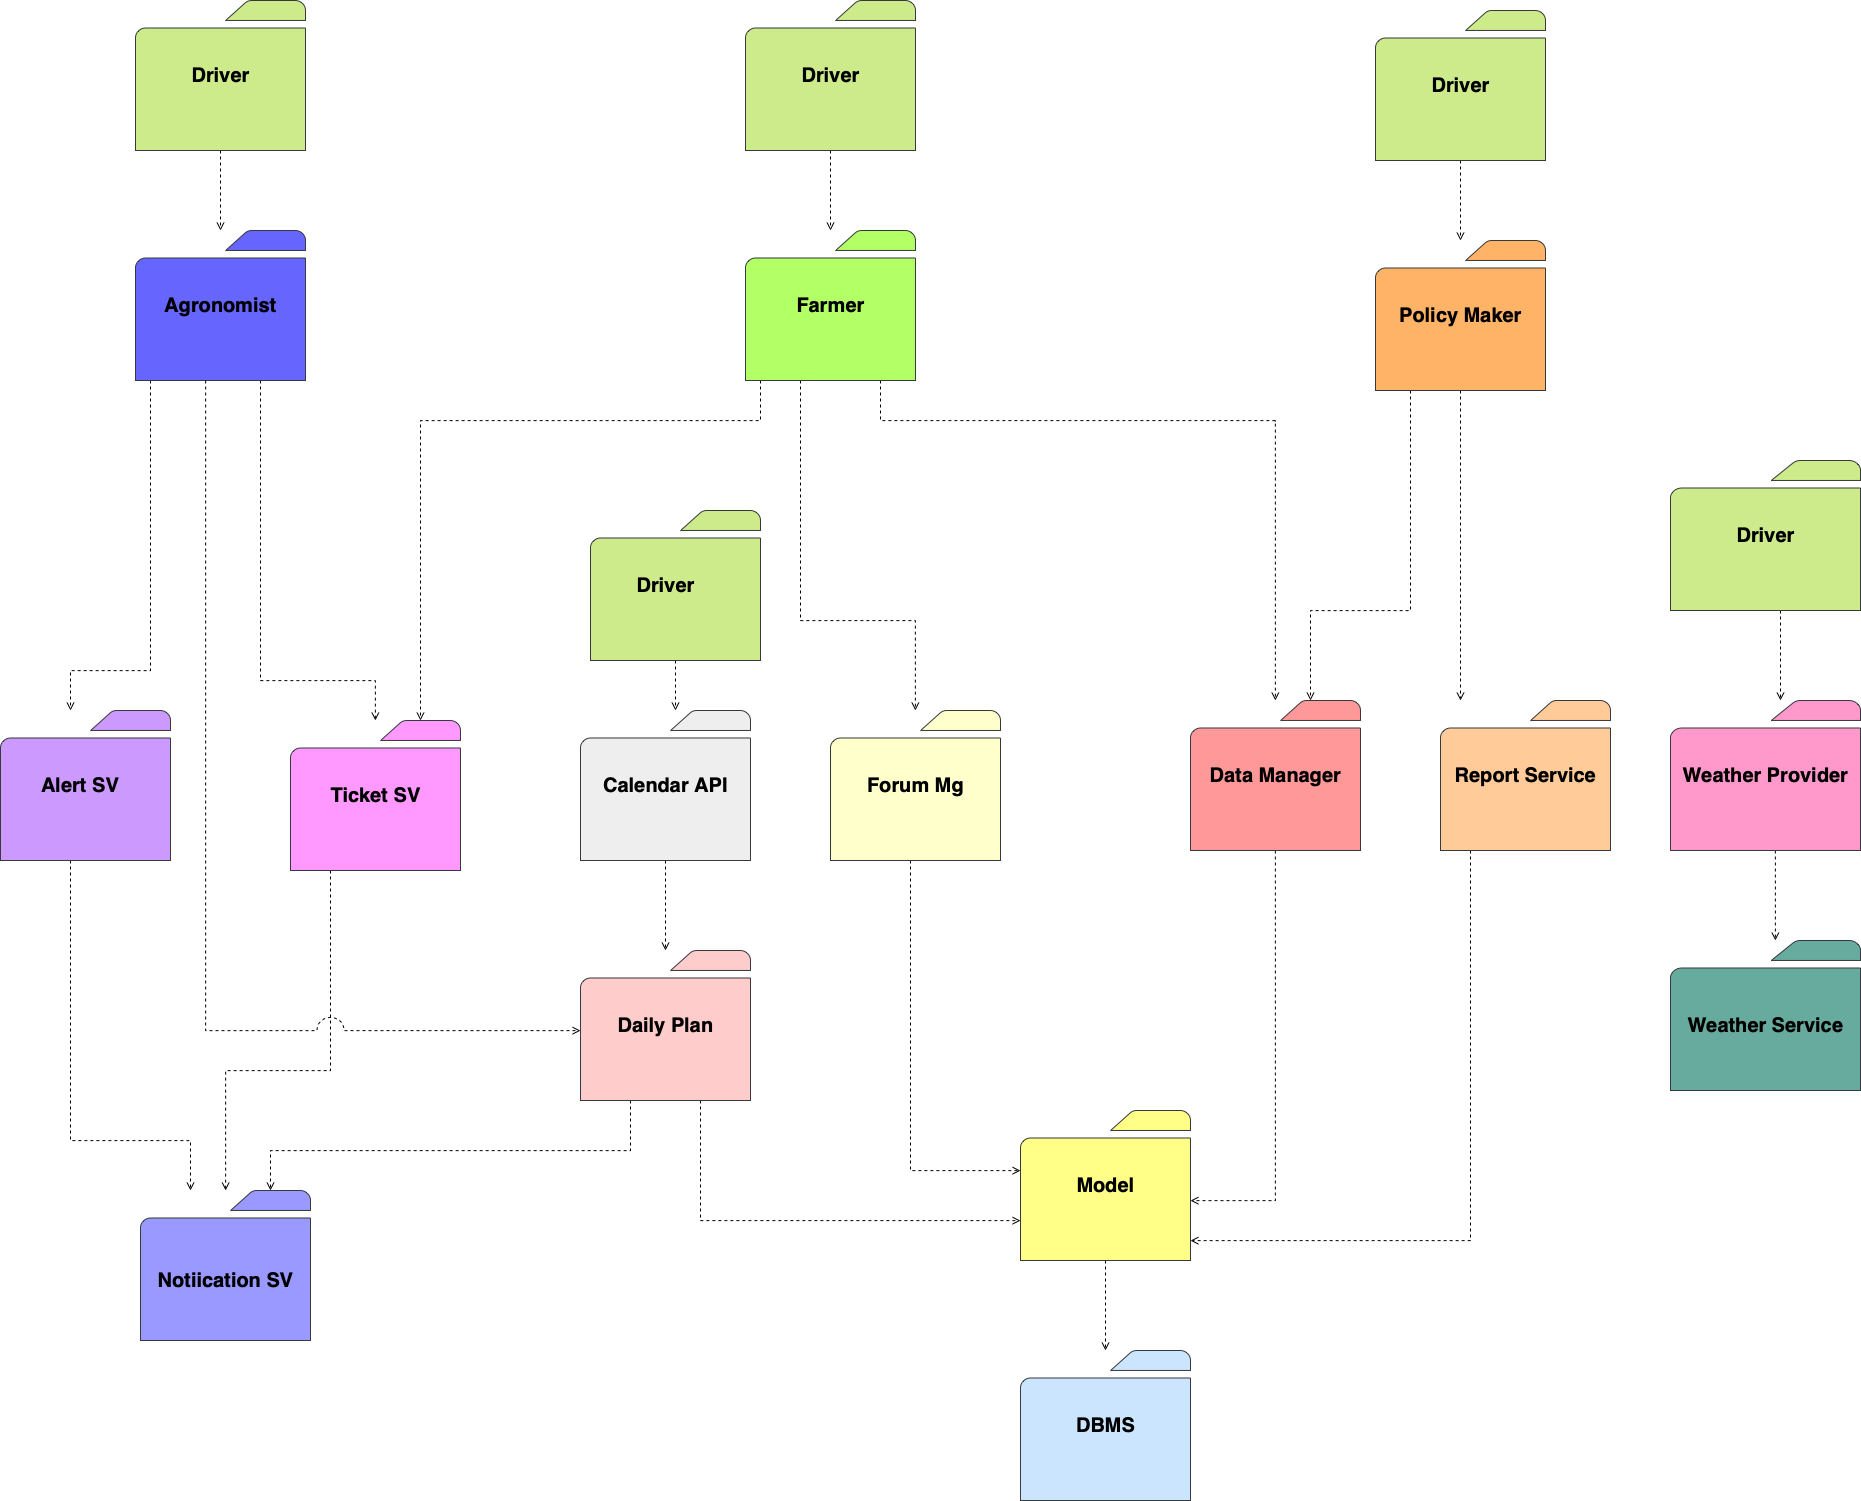 Driver
Driver
Driver
Agronomist
Farmer
Policy Maker
Driver
Driver
Alert SV
Ticket SV
Calendar API
Forum Mg
Data Manager
Report Service
Weather Provider
Daily Plan
Weather Service
Model
Notiication SV
DBMS